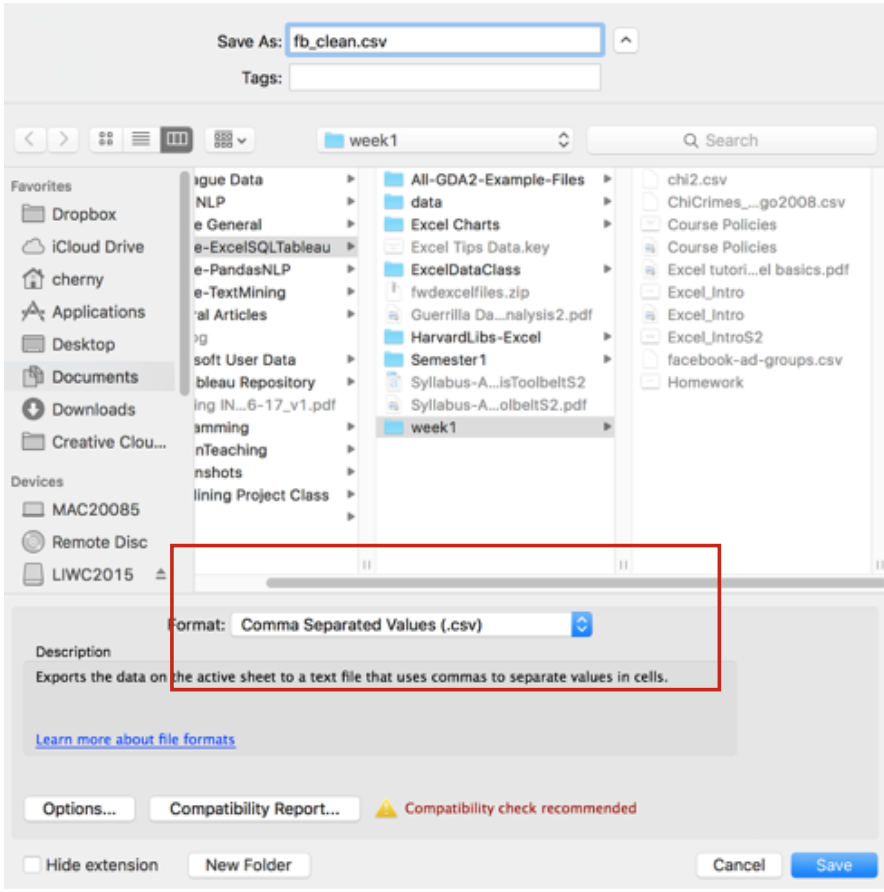 Save As: fb_clean.csv
Tags:
week1
Search
Favorites
Dropbox
iCloud Drive
cherny
Applications
Desktop
Documents
Downloads
Creative Clou...
Devices
MAC20085
Remote Disc
LIWC2015
ague Data
NLP
e General
e-ExcelSQLTableau
e-PandasNLP
e-TextMining
ral Articles
og
soft User Data
bleau Repository
ing IN...6-17_v1.pdf
amming
nTeaching
nshots
lining Project Class
All-GDA2-Example-Files
data
Excel Charts
Excel Tips Data.key
ExcelDataClass
fwdexcelfiles.zip
Guerrilla Da...nalysis2.pdf
HarvardLibs-Excel
Semester1
Syllabus-A...isToolbeltS2
Syllabus-A...olbeltS2.pdf
week1
chi2.csv
ChiCrimes_...go2008.csv
Course Policies
Course Policies
Excel tutori...el basics.pdf
Excel_Intro
Excel_Intro
Excel_IntroS2
facebook-ad-groups.csv
Homework
Format: Comma Separated Values (.csv)
Description
Exports the data on the active sheet to a text file that uses commas to separate values in cells.
Learn more about file formats
Options... Compatibility Report... Compatibility check recommended
Hide extension New Folder Cancel Save